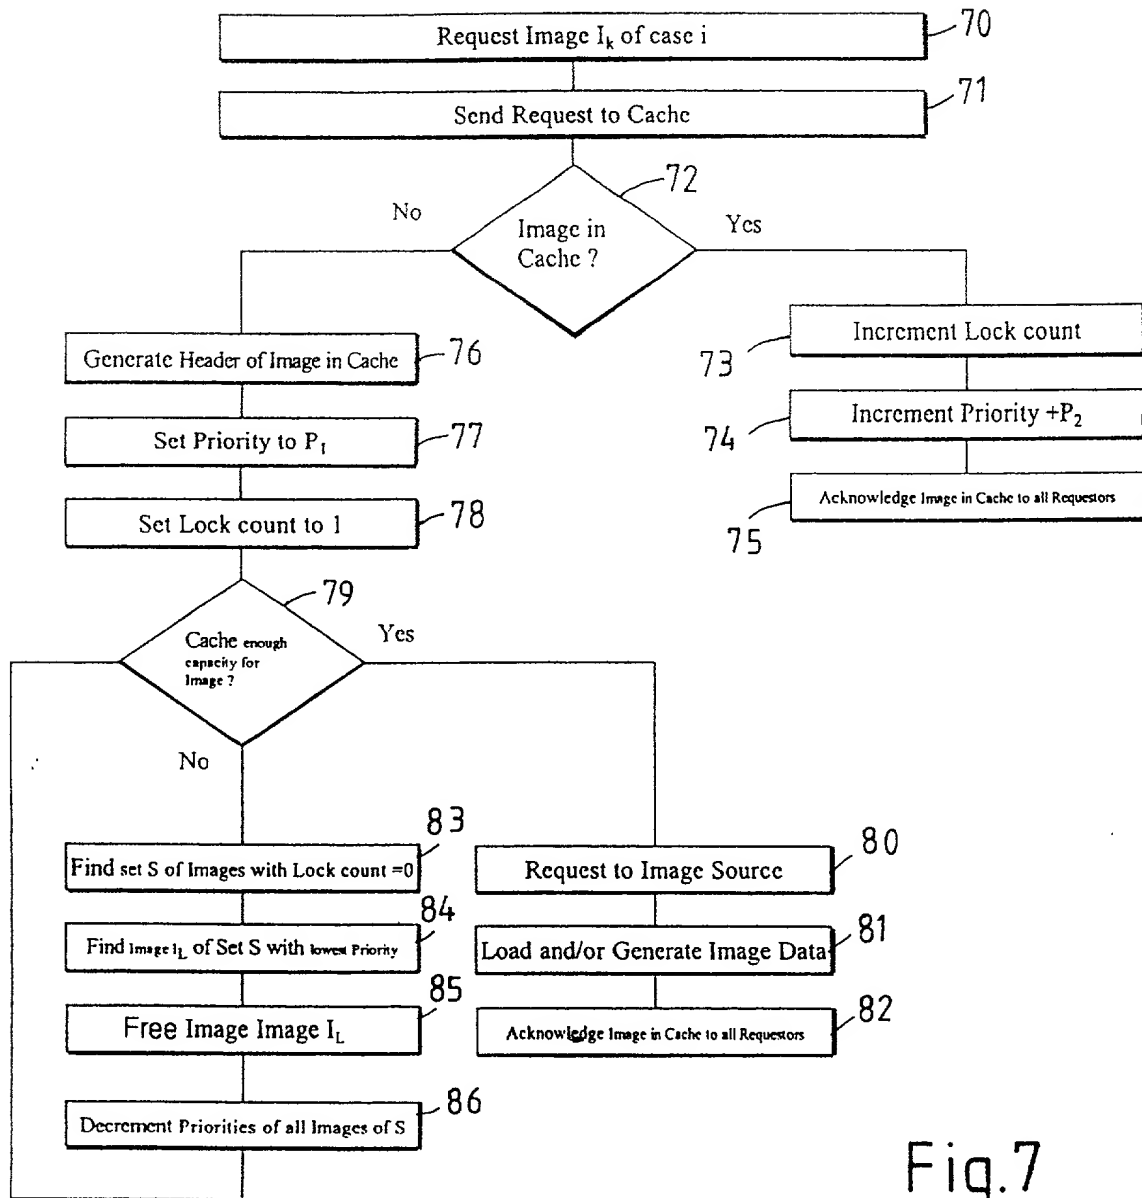 Request Image Ik of case i
70
Send Request to Cache
71
72
No
Image in
Cache ?
Yes
Generate Header of Image in Cache
76
Increment Lock count
73
Set Priority to P1
77
Increment Priority +P2
74
Set Lock count to 1
78
Acknowledge Image in Cache to all Requestors
75
79
Cache enough
capacity for
Image ?
Yes
No
83
Find set S of Images with Lock count =0
80
Request to Image Source
84
Find Image IL of Set S with lowest Priority
81
Load and/or Generate Image Data
85
Free Image Image IL
82
Acknowledge Image in Cache to all Requestors
86
Decrement Priorities of all Images of S
Fig.7